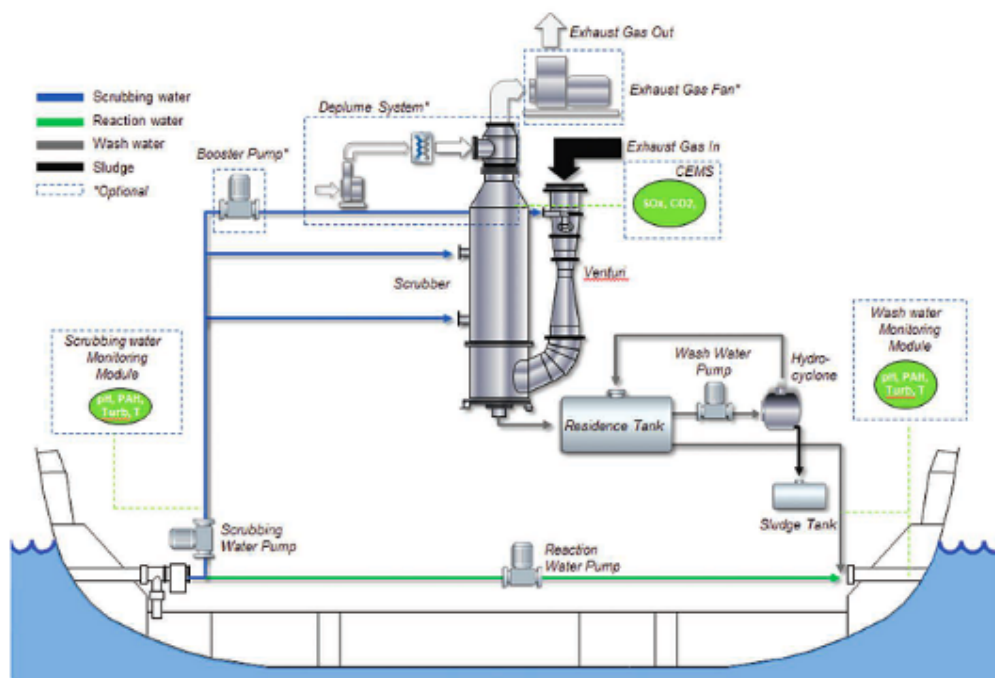 Exhaust Gas Out
Scrubbing water
Reaction water
Wash water
Sludge
*Optional
Deplume System*
Exhaust Gas Fan*
Booster Pump*
Exhaust Gas In
CEMS
SOx, CO2,
Scrubber
Venturi
Scrubbing water
Monitoring
Module
pH, PAH,
Turb, T
Wash water
Monitoring
Module
pH, PAH,
Turb, T
Wash Water
Pump
Hydro-
cyclone
Residence Tank
Sludge Tank
Scrubbing
Water Pump
Reaction
Water Pump